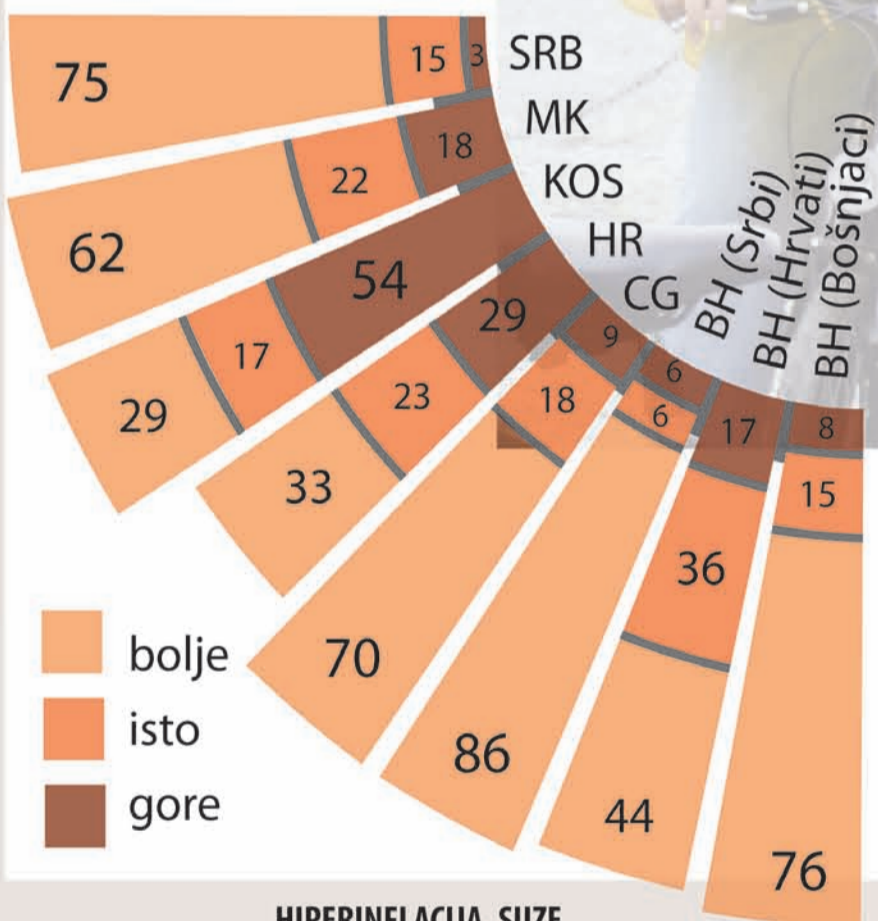 75 15 3 SRB
62 22 18 MK
29 17 54 KOS
33 23 29 HR
70 18 9 CG
86 6 6 BH (Srbi)
44 36 17 BH (Hrvati)
76 15 8 BH (Bošnjaci)
bolje
isto
gore